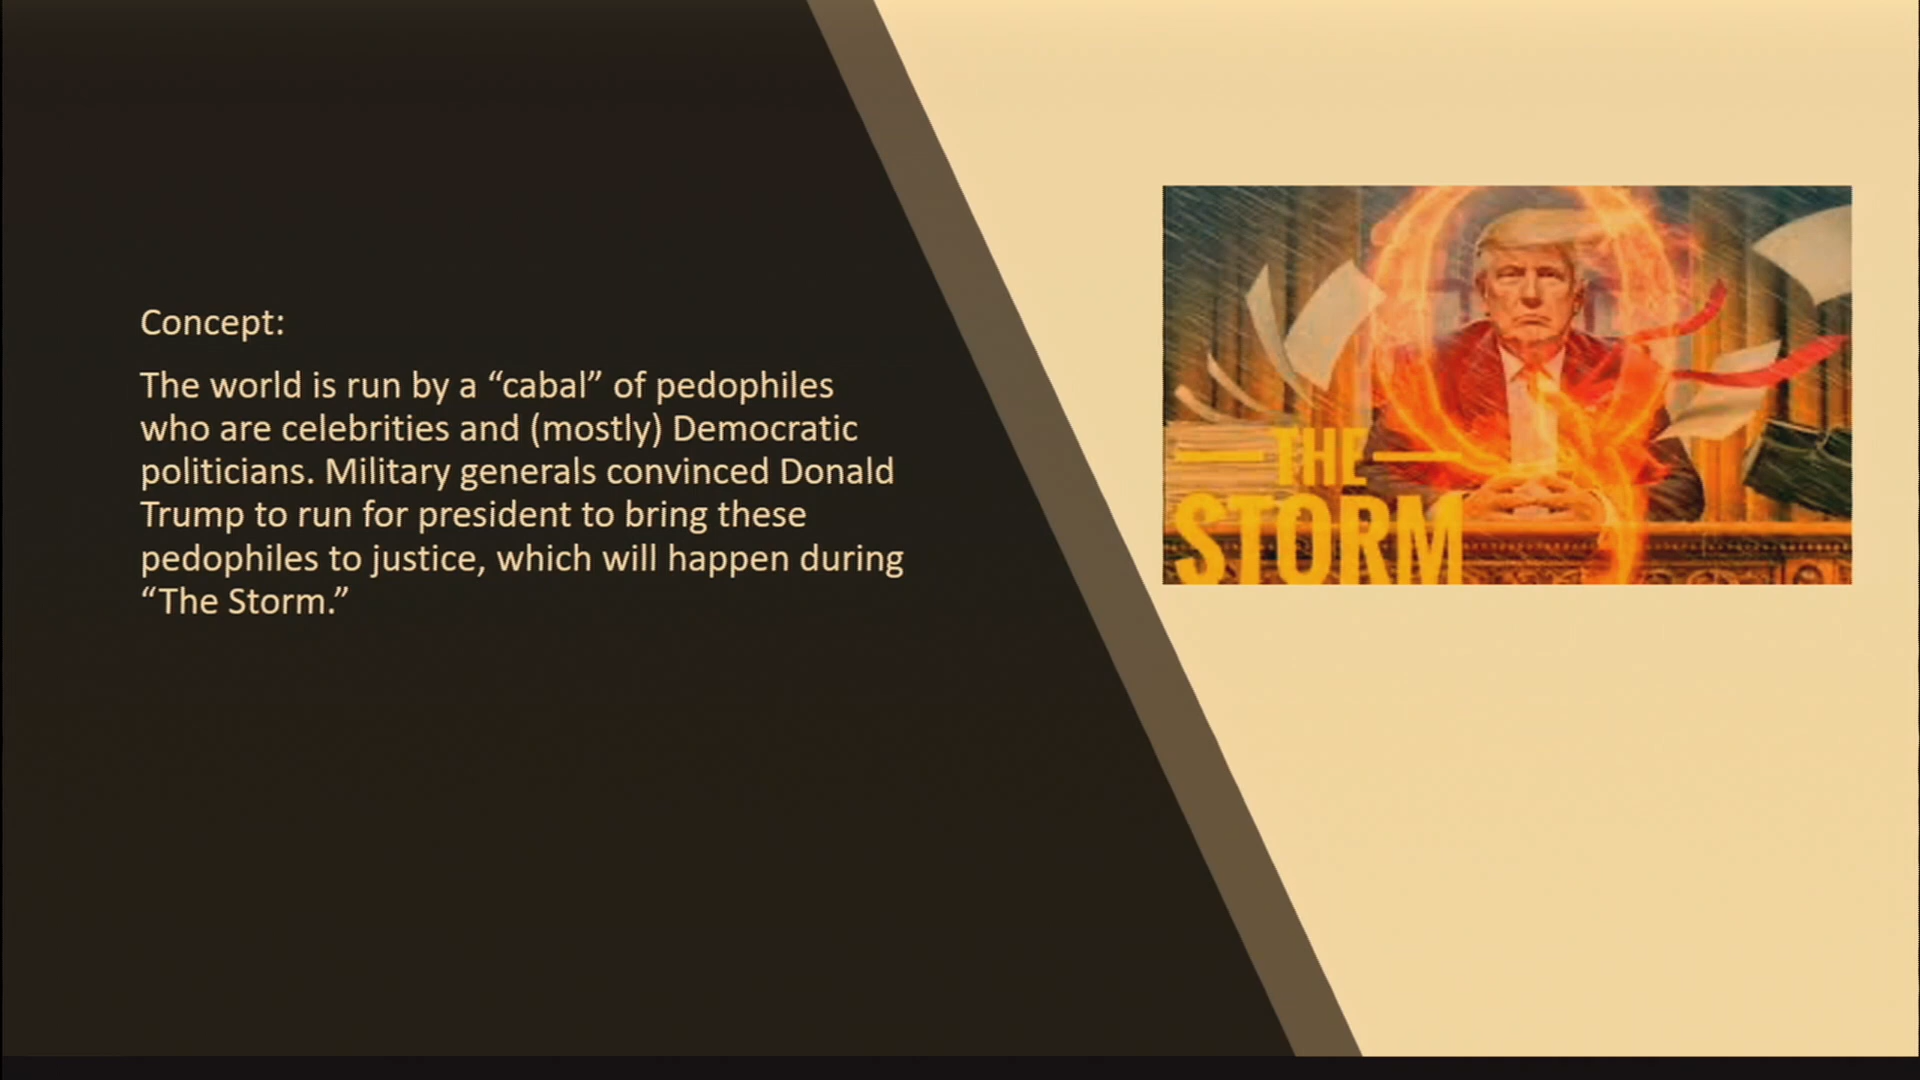 Concept:
The world is run by a “cabal” of pedophiles
who are celebrities and (mostly) Democratic
politicians. Military generals convinced Donald
Trump to run for president to bring these
pedophiles to justice, which will happen during
“The Storm.”
THE
STORM